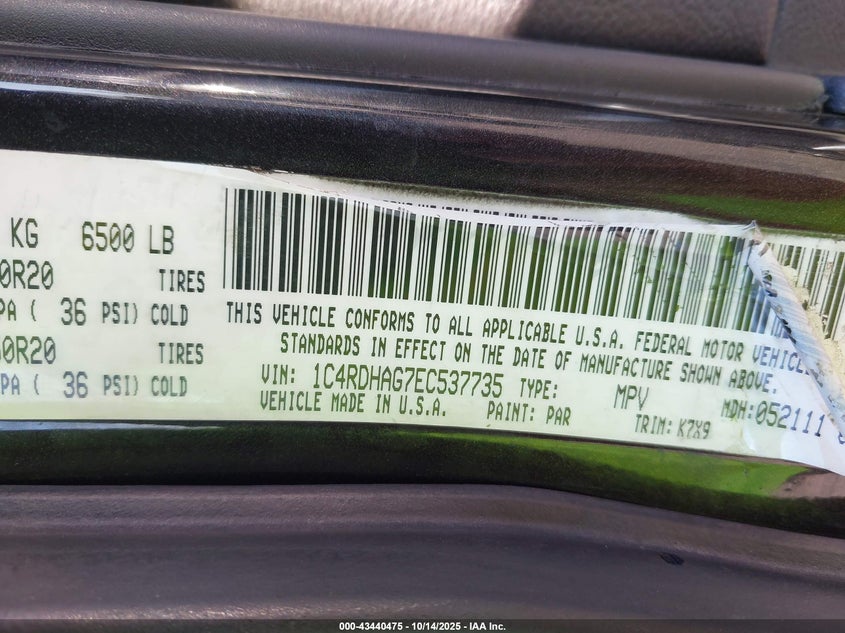 KG 6500 LB
0R20 TIRES
PA ( 36 PSI) COLD
0R20 TIRES
PA ( 36 PSI) COLD
THIS VEHICLE CONFORMS TO ALL APPLICABLE U.S.A. FEDERAL MOTOR VEHICL
STANDARDS IN EFFECT ON THE DATE OF MANUFACTURE SHOWN ABOVE.
VIN: 1C4RDHAG7EC537735 TYPE: MPV MDH:052111
VEHICLE MADE IN U.S.A. PAINT: PAR TRIM: K7X9
000-43440475 | 10/14/2025 - IAA Inc.